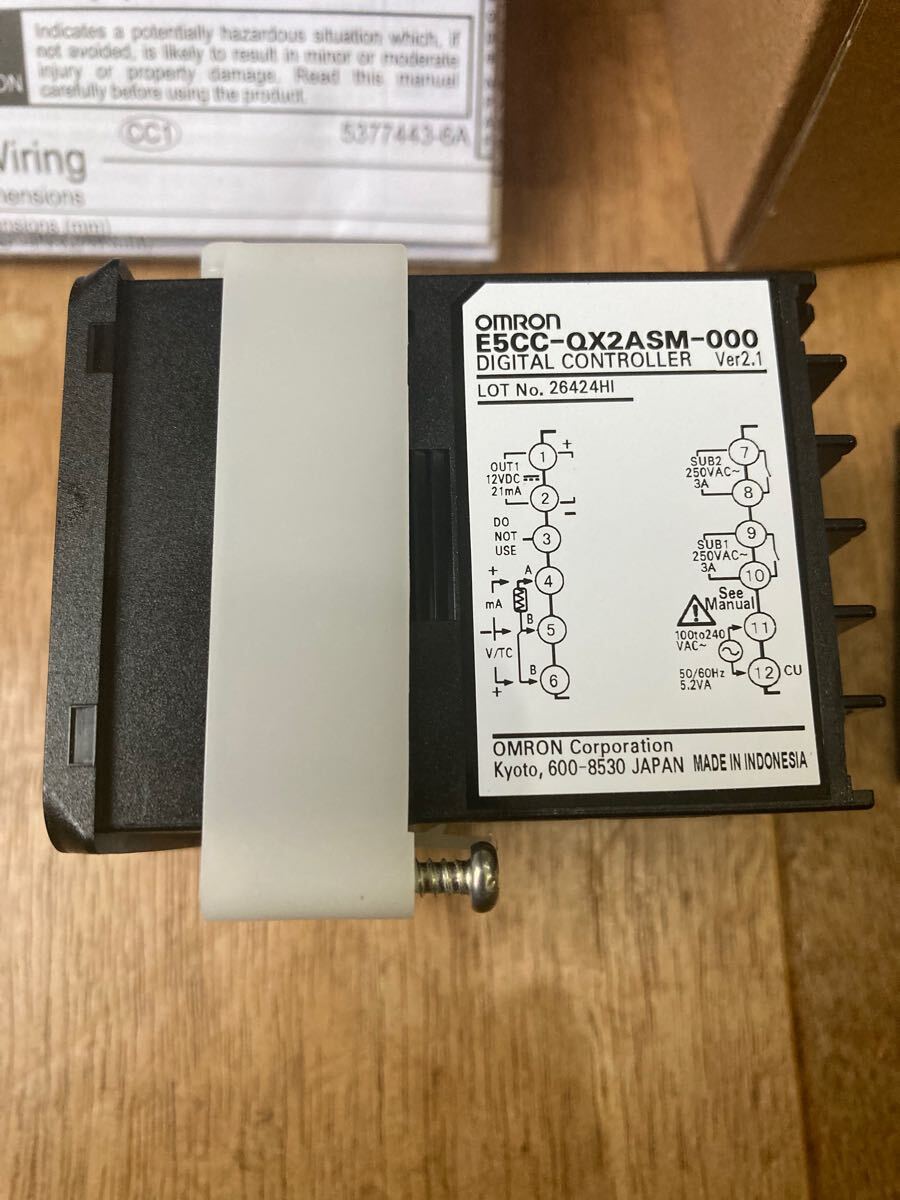 Indicates a potentially hazardous situation which, if
not avoided, is likely to result in minor or moderate
injury or property damage. Read this manual
carefully before using the product.
ON
CC1
5377443-6A
Wiring
mensions
ensions (mm)
OMRON
E5CC-QX2ASM-000
DIGITAL CONTROLLER Ver2.1
LOT No. 26424HI
OUT1
12VDC
21mA
+
1
2
−
DO
NOT
USE
3
+
mA
A
4
B
5
V/TC
B
6
+
SUB2
250VAC~
3A
7
8
SUB1
250VAC~
3A
9
10
See
Manual
100to240
VAC~
11
50/60Hz
5.2VA
12
CU
OMRON Corporation
Kyoto, 600-8530 JAPAN MADE IN INDONESIA